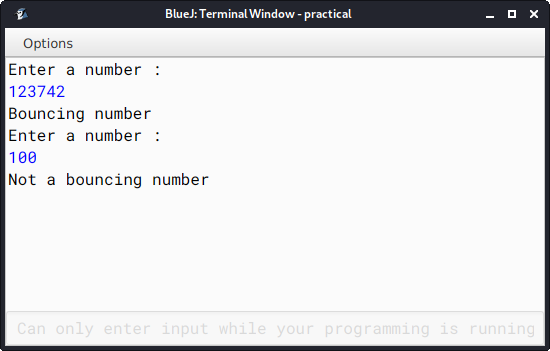 BlueJ: Terminal Window - practical
Options
Enter a number :
123742
Bouncing number
Enter a number :
100
Not a bouncing number
Can only enter input while your programming is running